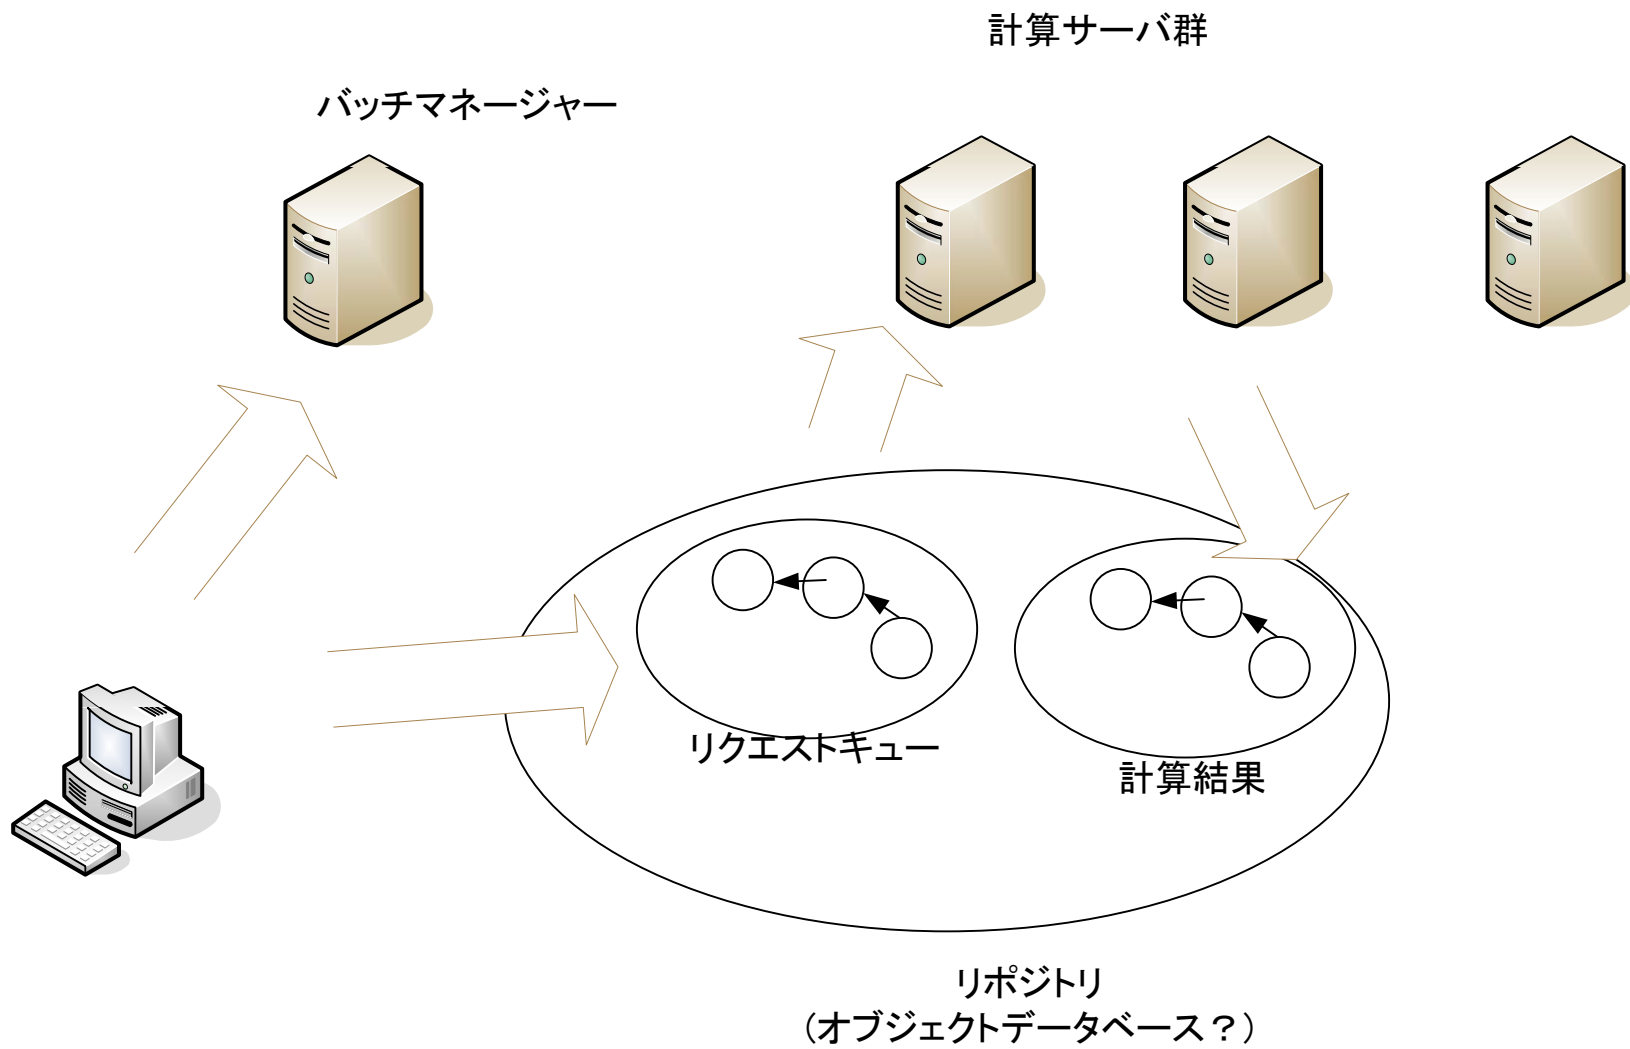 計算サーバ群
バッチマネージャー
リクエストキュー
計算結果
リポジトリ
(オブジェクトデータベース？)